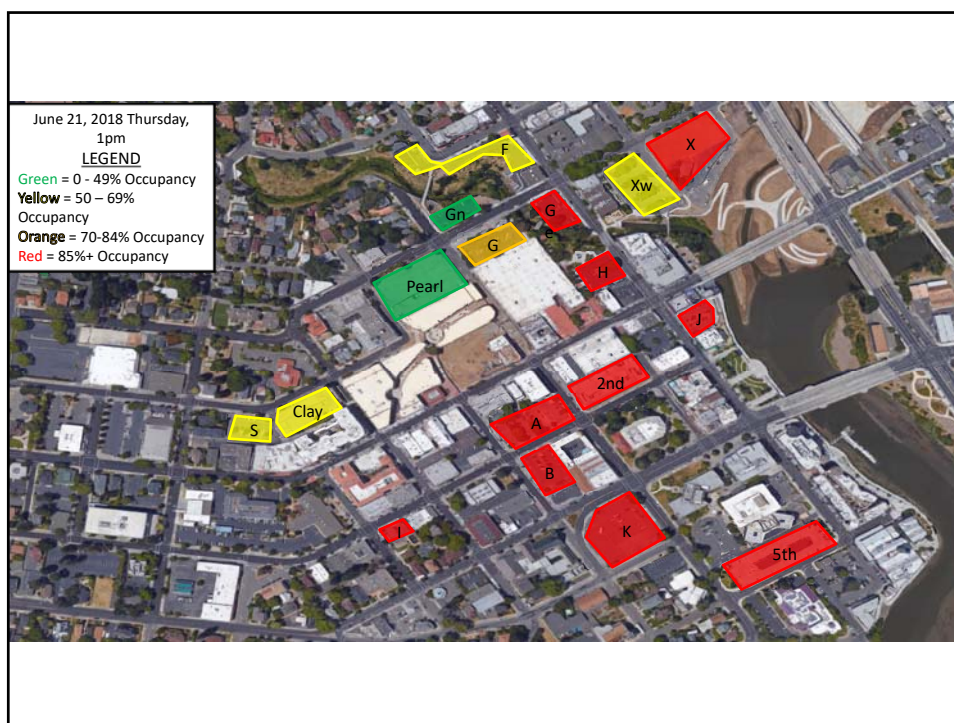 June 21, 2018 Thursday,
1pm
LEGEND
Green = 0 - 49% Occupancy
Yellow = 50 – 69%
Occupancy
Orange = 70-84% Occupancy
Red = 85%+ Occupancy
F
X
Xw
Gn
G
e
G
H
Pearl
J
2nd
Clay
A
S
B
I
K
5th